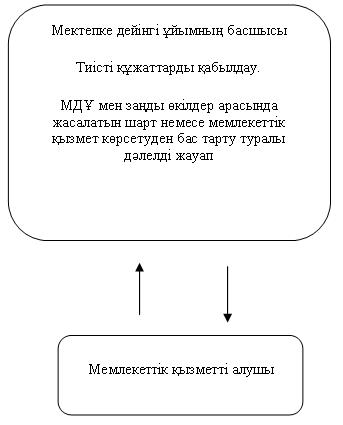 Мектепке дейінгі ұйымның басшысы
Тиісті құжаттарды қабылдау.
МДҰ мен заңды өкілдер арасында
жасалатын шарт немесе мемлекеттік
қызмет көрсетуден бас тарту туралы
дәлелді жауап
Мемлекеттік қызметті алушы